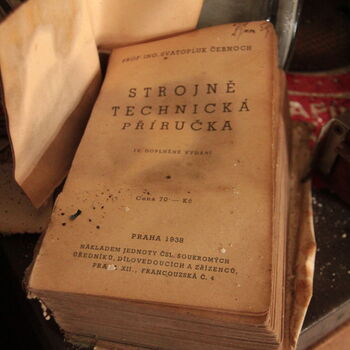 PROF. ING. SVATOPLUK ČERNOCH
STROJNĚ
TECHNICKÁ
PŘÍRUČKA
DOPLNĚNÉ VYDÁNÍ
Cena 70 — Kč
PRAHA 1938
NÁKLADEM JEDNOTY ČSL. SOUKROMÝCH
ÚŘEDNÍKŮ, DÍLOVEDOUCÍCH A ZŘÍZENCŮ,
PRAHA XII., FRANCOUZSKÁ Č. 4